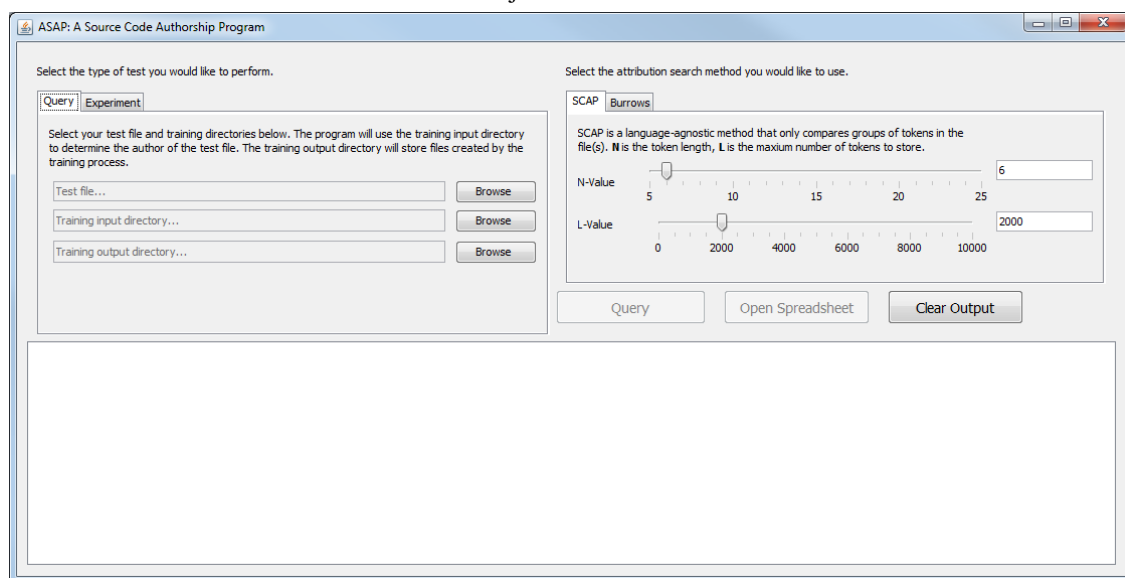 ASAP: A Source Code Authorship Program
Select the type of test you would like to perform.
Query Experiment
Select your test file and training directories below. The program will use the training input directory
to determine the author of the test file. The training output directory will store files created by the
training process.
Test file... Browse
Training input directory... Browse
Training output directory... Browse
Select the attribution search method you would like to use.
SCAP Burrows
SCAP is a language-agnostic method that only compares groups of tokens in the
file(s). N is the token length, L is the maxium number of tokens to store.
N-Value 6
5 10 15 20 25
L-Value 2000
0 2000 4000 6000 8000 10000
Query Open Spreadsheet Clear Output